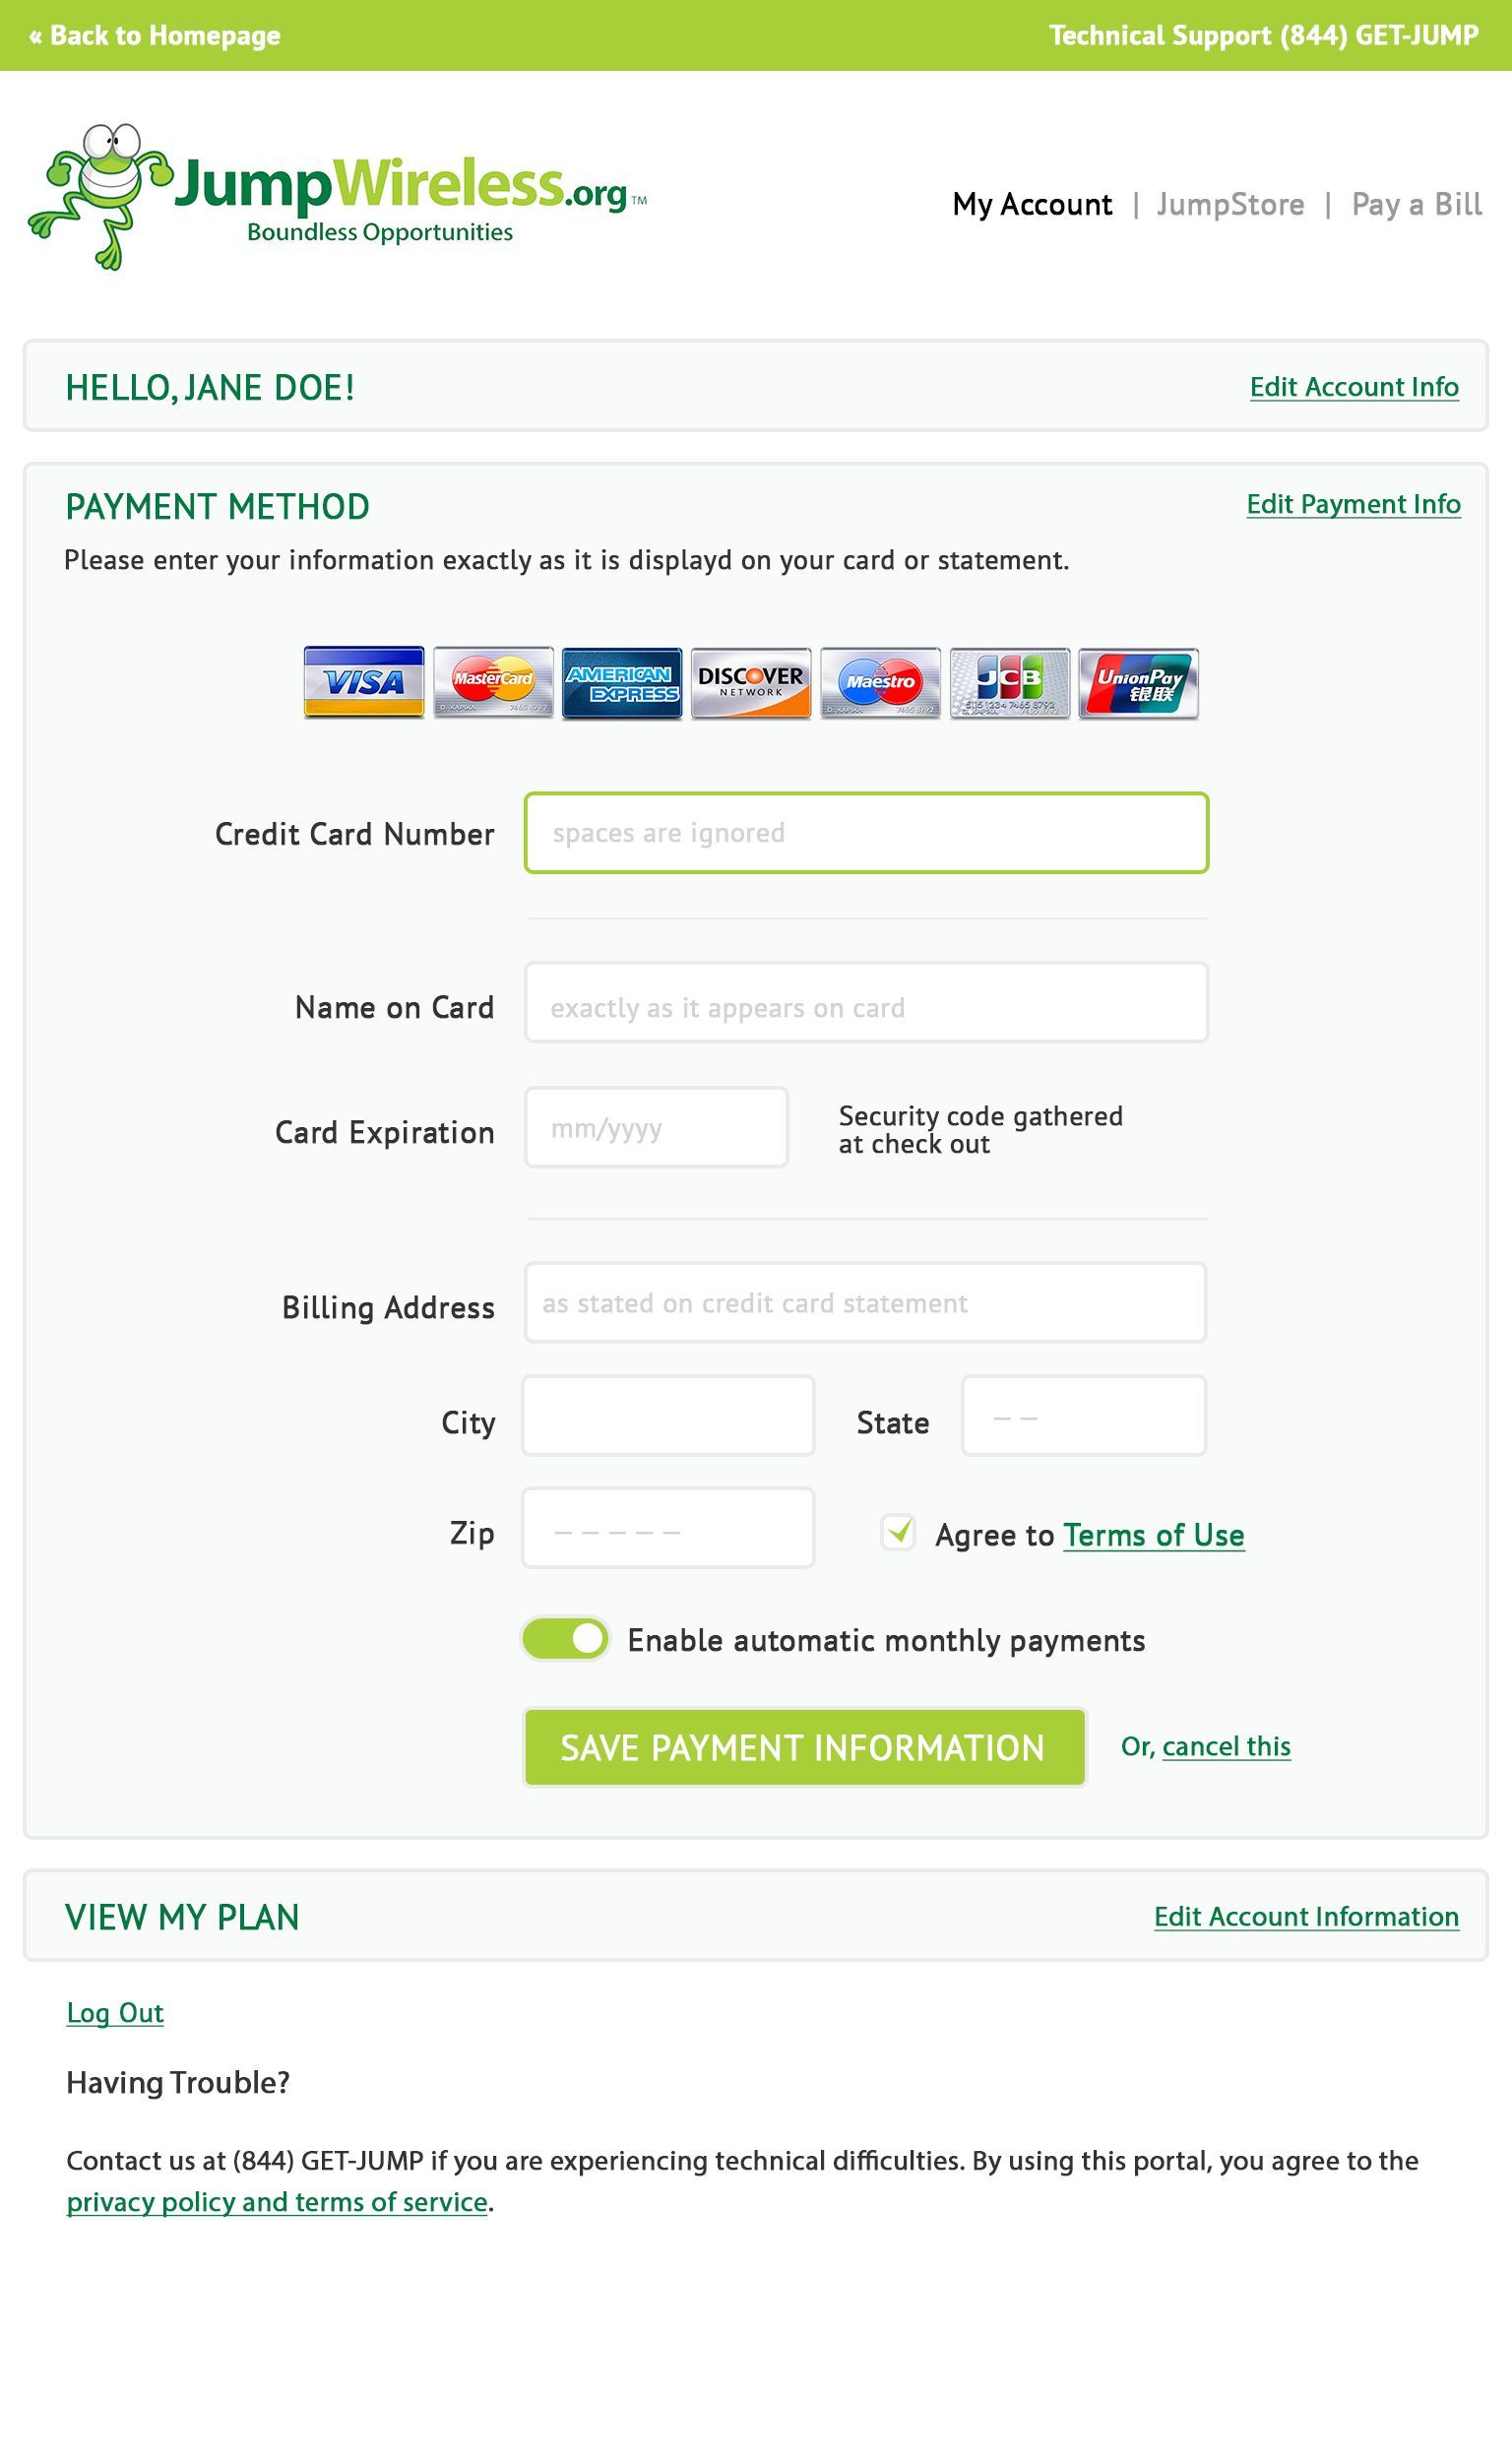 « Back to Homepage
Technical Support (844) GET-JUMP
JumpWireless.org™
Boundless Opportunities
My Account | JumpStore | Pay a Bill
HELLO, JANE DOE!
Edit Account Info
PAYMENT METHOD
Edit Payment Info
Please enter your information exactly as it is displayd on your card or statement.
VISA
MasterCard
AMERICAN EXPRESS
DISCOVER NETWORK
Maestro
JCB
UnionPay 银联
Credit Card Number
spaces are ignored
Name on Card
exactly as it appears on card
Card Expiration
mm/yyyy
Security code gathered
at check out
Billing Address
as stated on credit card statement
City
State
Zip
Agree to Terms of Use
Enable automatic monthly payments
SAVE PAYMENT INFORMATION
Or, cancel this
VIEW MY PLAN
Edit Account Information
Log Out
Having Trouble?
Contact us at (844) GET-JUMP if you are experiencing technical difficulties. By using this portal, you agree to the
privacy policy and terms of service.